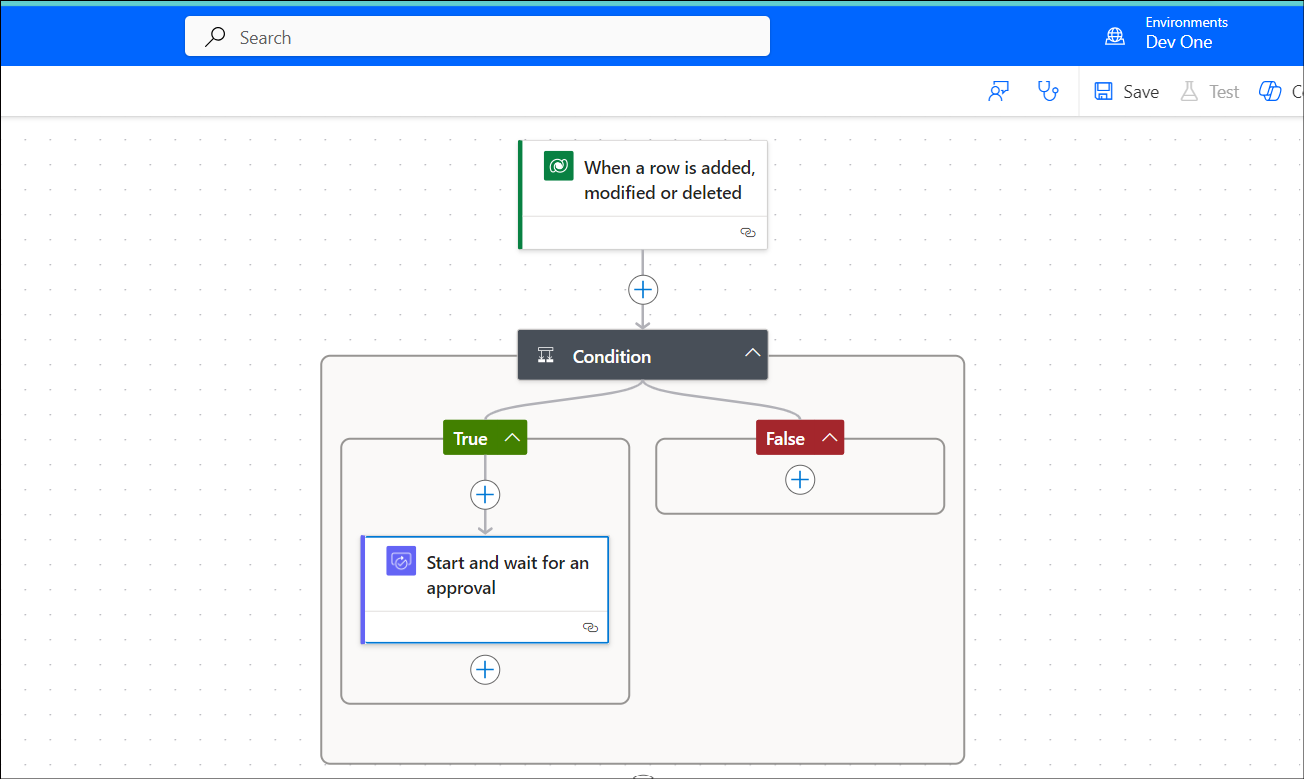 Search
Environments
Dev One
Save
Test
When a row is added,
modified or deleted
Condition
True
False
Start and wait for an
approval